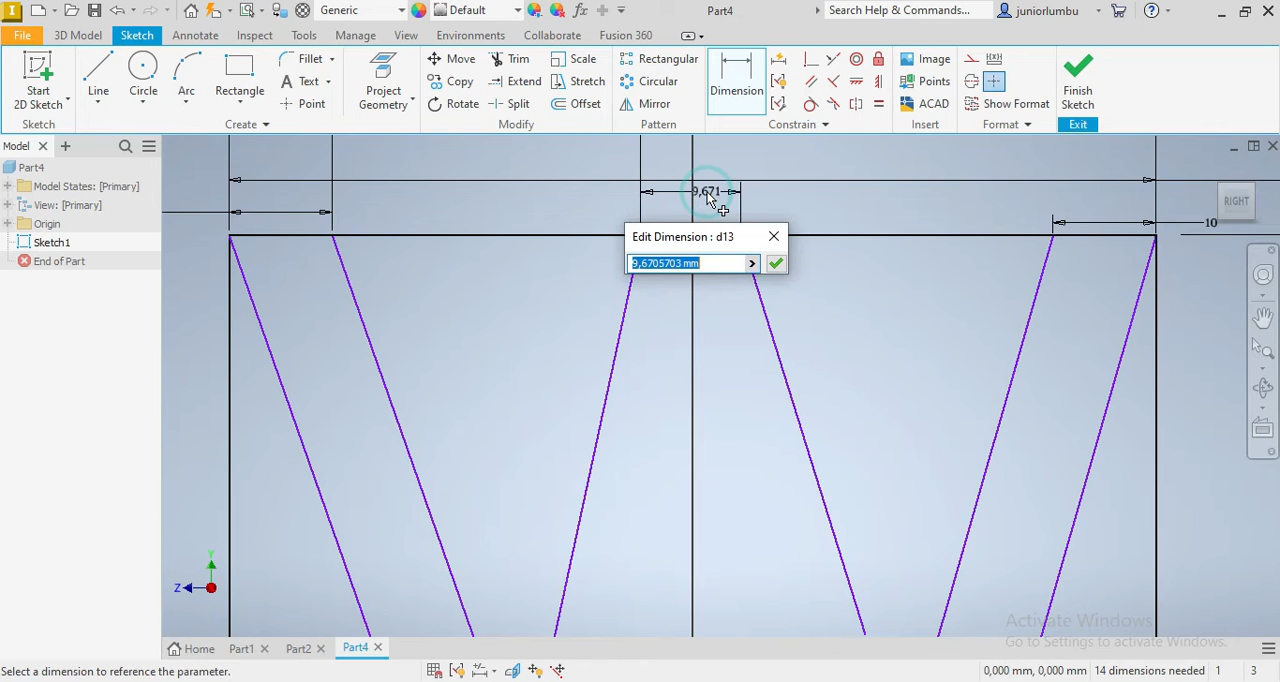 Generic
Default
Part4
Search Help & Commands...
juniorlumbu
File
3D Model
Sketch
Annotate
Inspect
Tools
Manage
View
Environments
Collaborate
Fusion 360
Start
2D Sketch
Line
Circle
Arc
Rectangle
Fillet
Text
Point
Project
Geometry
Move
Trim
Scale
Copy
Extend
Stretch
Rotate
Split
Offset
Rectangular
Circular
Mirror
Dimension
Image
Points
ACAD
Show Format
Finish
Sketch
Sketch
Create
Modify
Pattern
Constrain
Insert
Format
Exit
Model
Part4
Model States: [Primary]
View: [Primary]
Origin
Sketch1
End of Part
9,671
10
RIGHT
Edit Dimension : d13
9,6705703 mm
Y
Z
Activate Windows
Go to Settings to activate Windows.
Home
Part1
Part2
Part4
Select a dimension to reference the parameter.
0,000 mm, 0,000 mm
14 dimensions needed
1
3